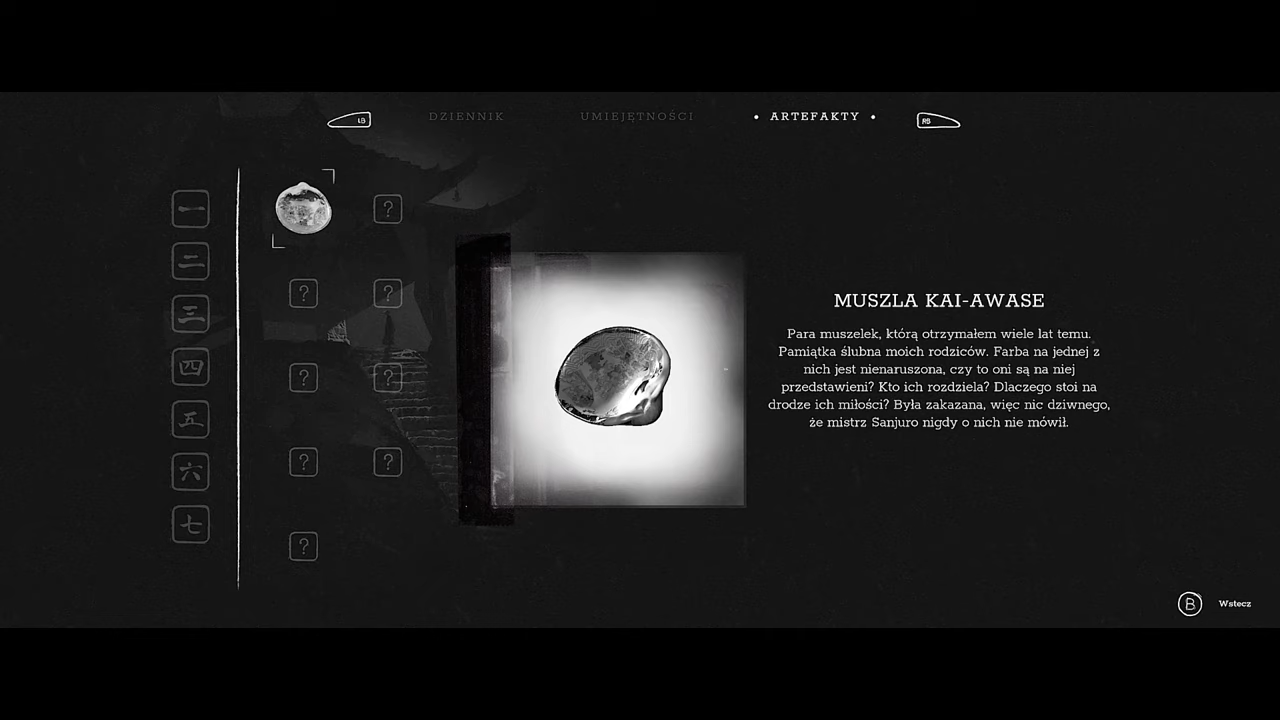 LB DZIENNIK UMIEJĘTNOŚCI • ARTEFAKTY • RB
一 ?
二
三 ? ?
四 ? ?
五
六 ? ?
七 ?
MUSZLA KAI-AWASE
Para muszelek, którą otrzymałem wiele lat temu.
Pamiątka ślubna moich rodziców. Farba na jednej z
nich jest nienaruszona, czy to oni są na niej
przedstawieni? Kto ich rozdziela? Dlaczego stoi na
drodze ich miłości? Była zakazana, więc nic dziwnego,
że mistrz Sanjuro nigdy o nich nie mówił.
B Wstecz